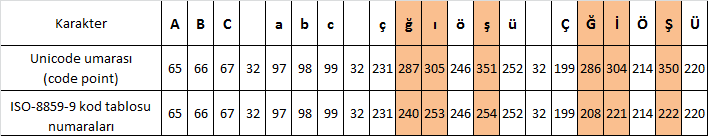 Karakter A B C a b c ç ğ ı ö ş ü Ç Ğ İ Ö Ş Ü
Unicode umarası
(code point) 65 66 67 32 97 98 99 32 231 287 305 246 351 252 32 199 286 304 214 350 220
ISO-8859-9 kod tablosu
numaraları 65 66 67 32 97 98 99 32 231 240 253 246 254 252 32 199 208 221 214 222 220